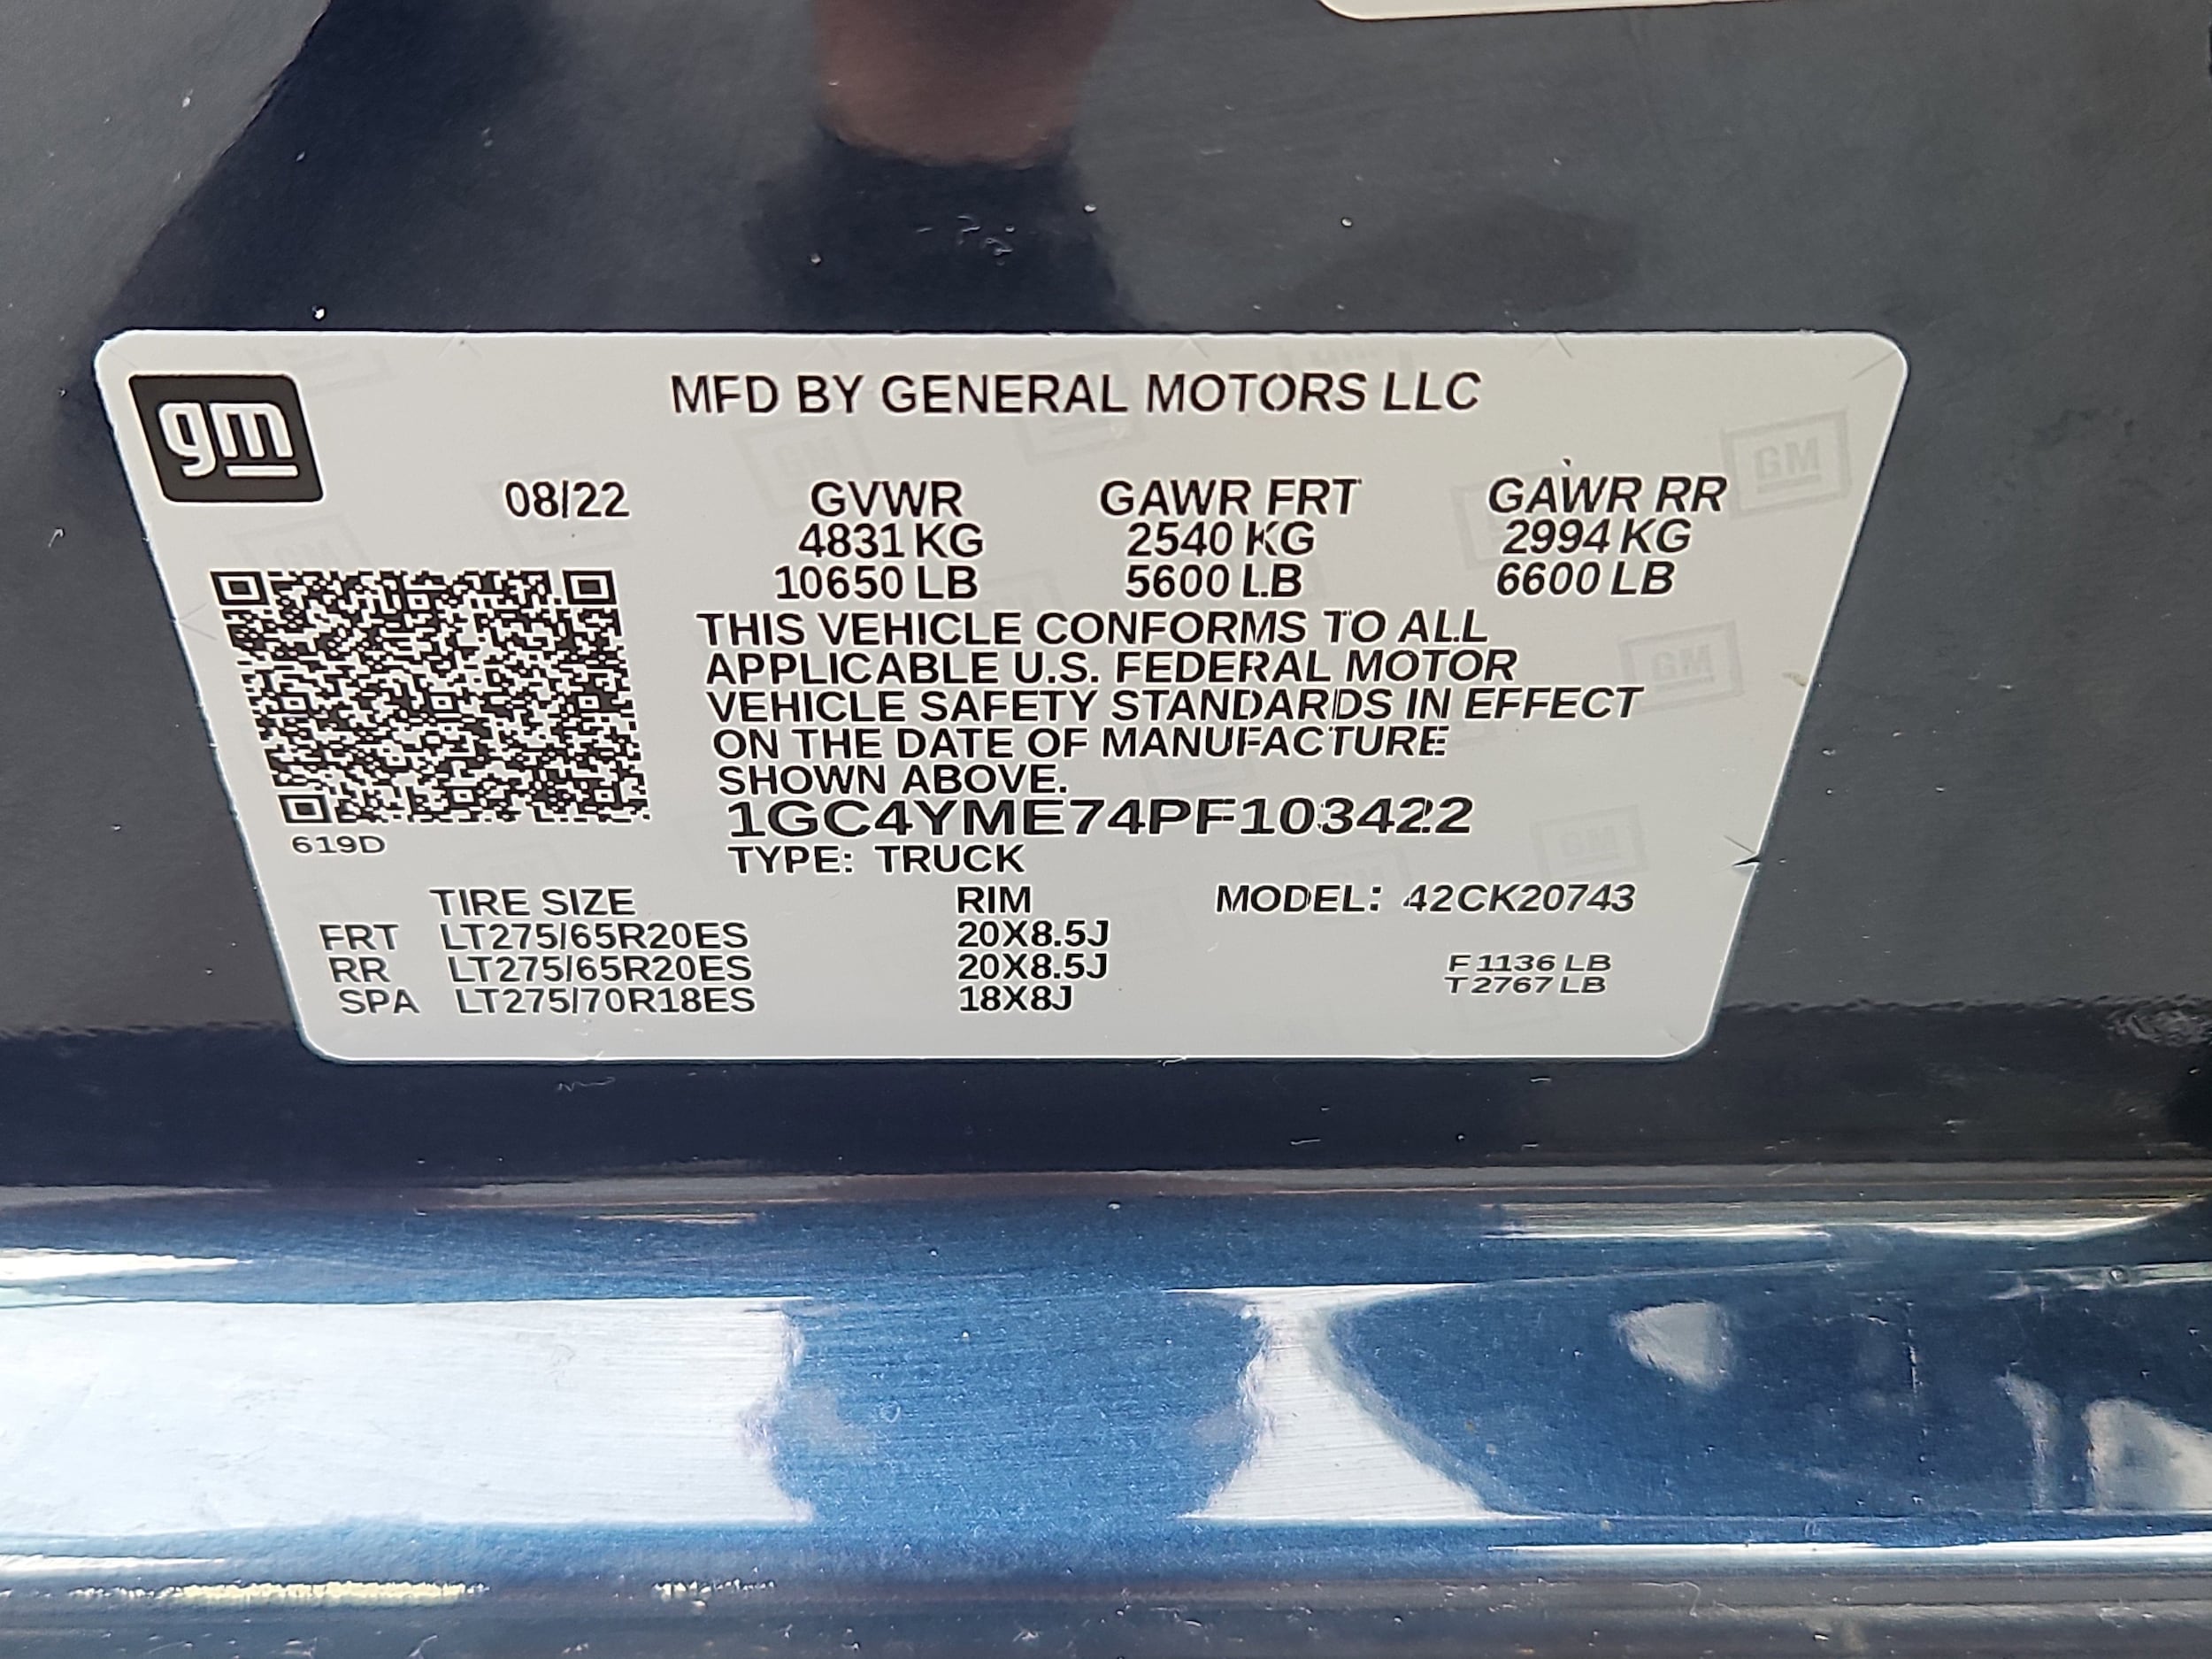 gm
MFD BY GENERAL MOTORS LLC
08/22 GVWR GAWR FRT GAWR RR
4831 KG 2540 KG 2994 KG
10650 LB 5600 LB 6600 LB
THIS VEHICLE CONFORMS TO ALL
APPLICABLE U.S. FEDERAL MOTOR
VEHICLE SAFETY STANDARDS IN EFFECT
ON THE DATE OF MANUFACTURE
SHOWN ABOVE.
1GC4YME74PF103422
619D
TYPE: TRUCK
TIRE SIZE RIM MODEL: 42CK20743
FRT LT275/65R20ES 20X8.5J
RR LT275/65R20ES 20X8.5J F 1136 LB
SPA LT275/70R18ES 18X8J T 2767 LB